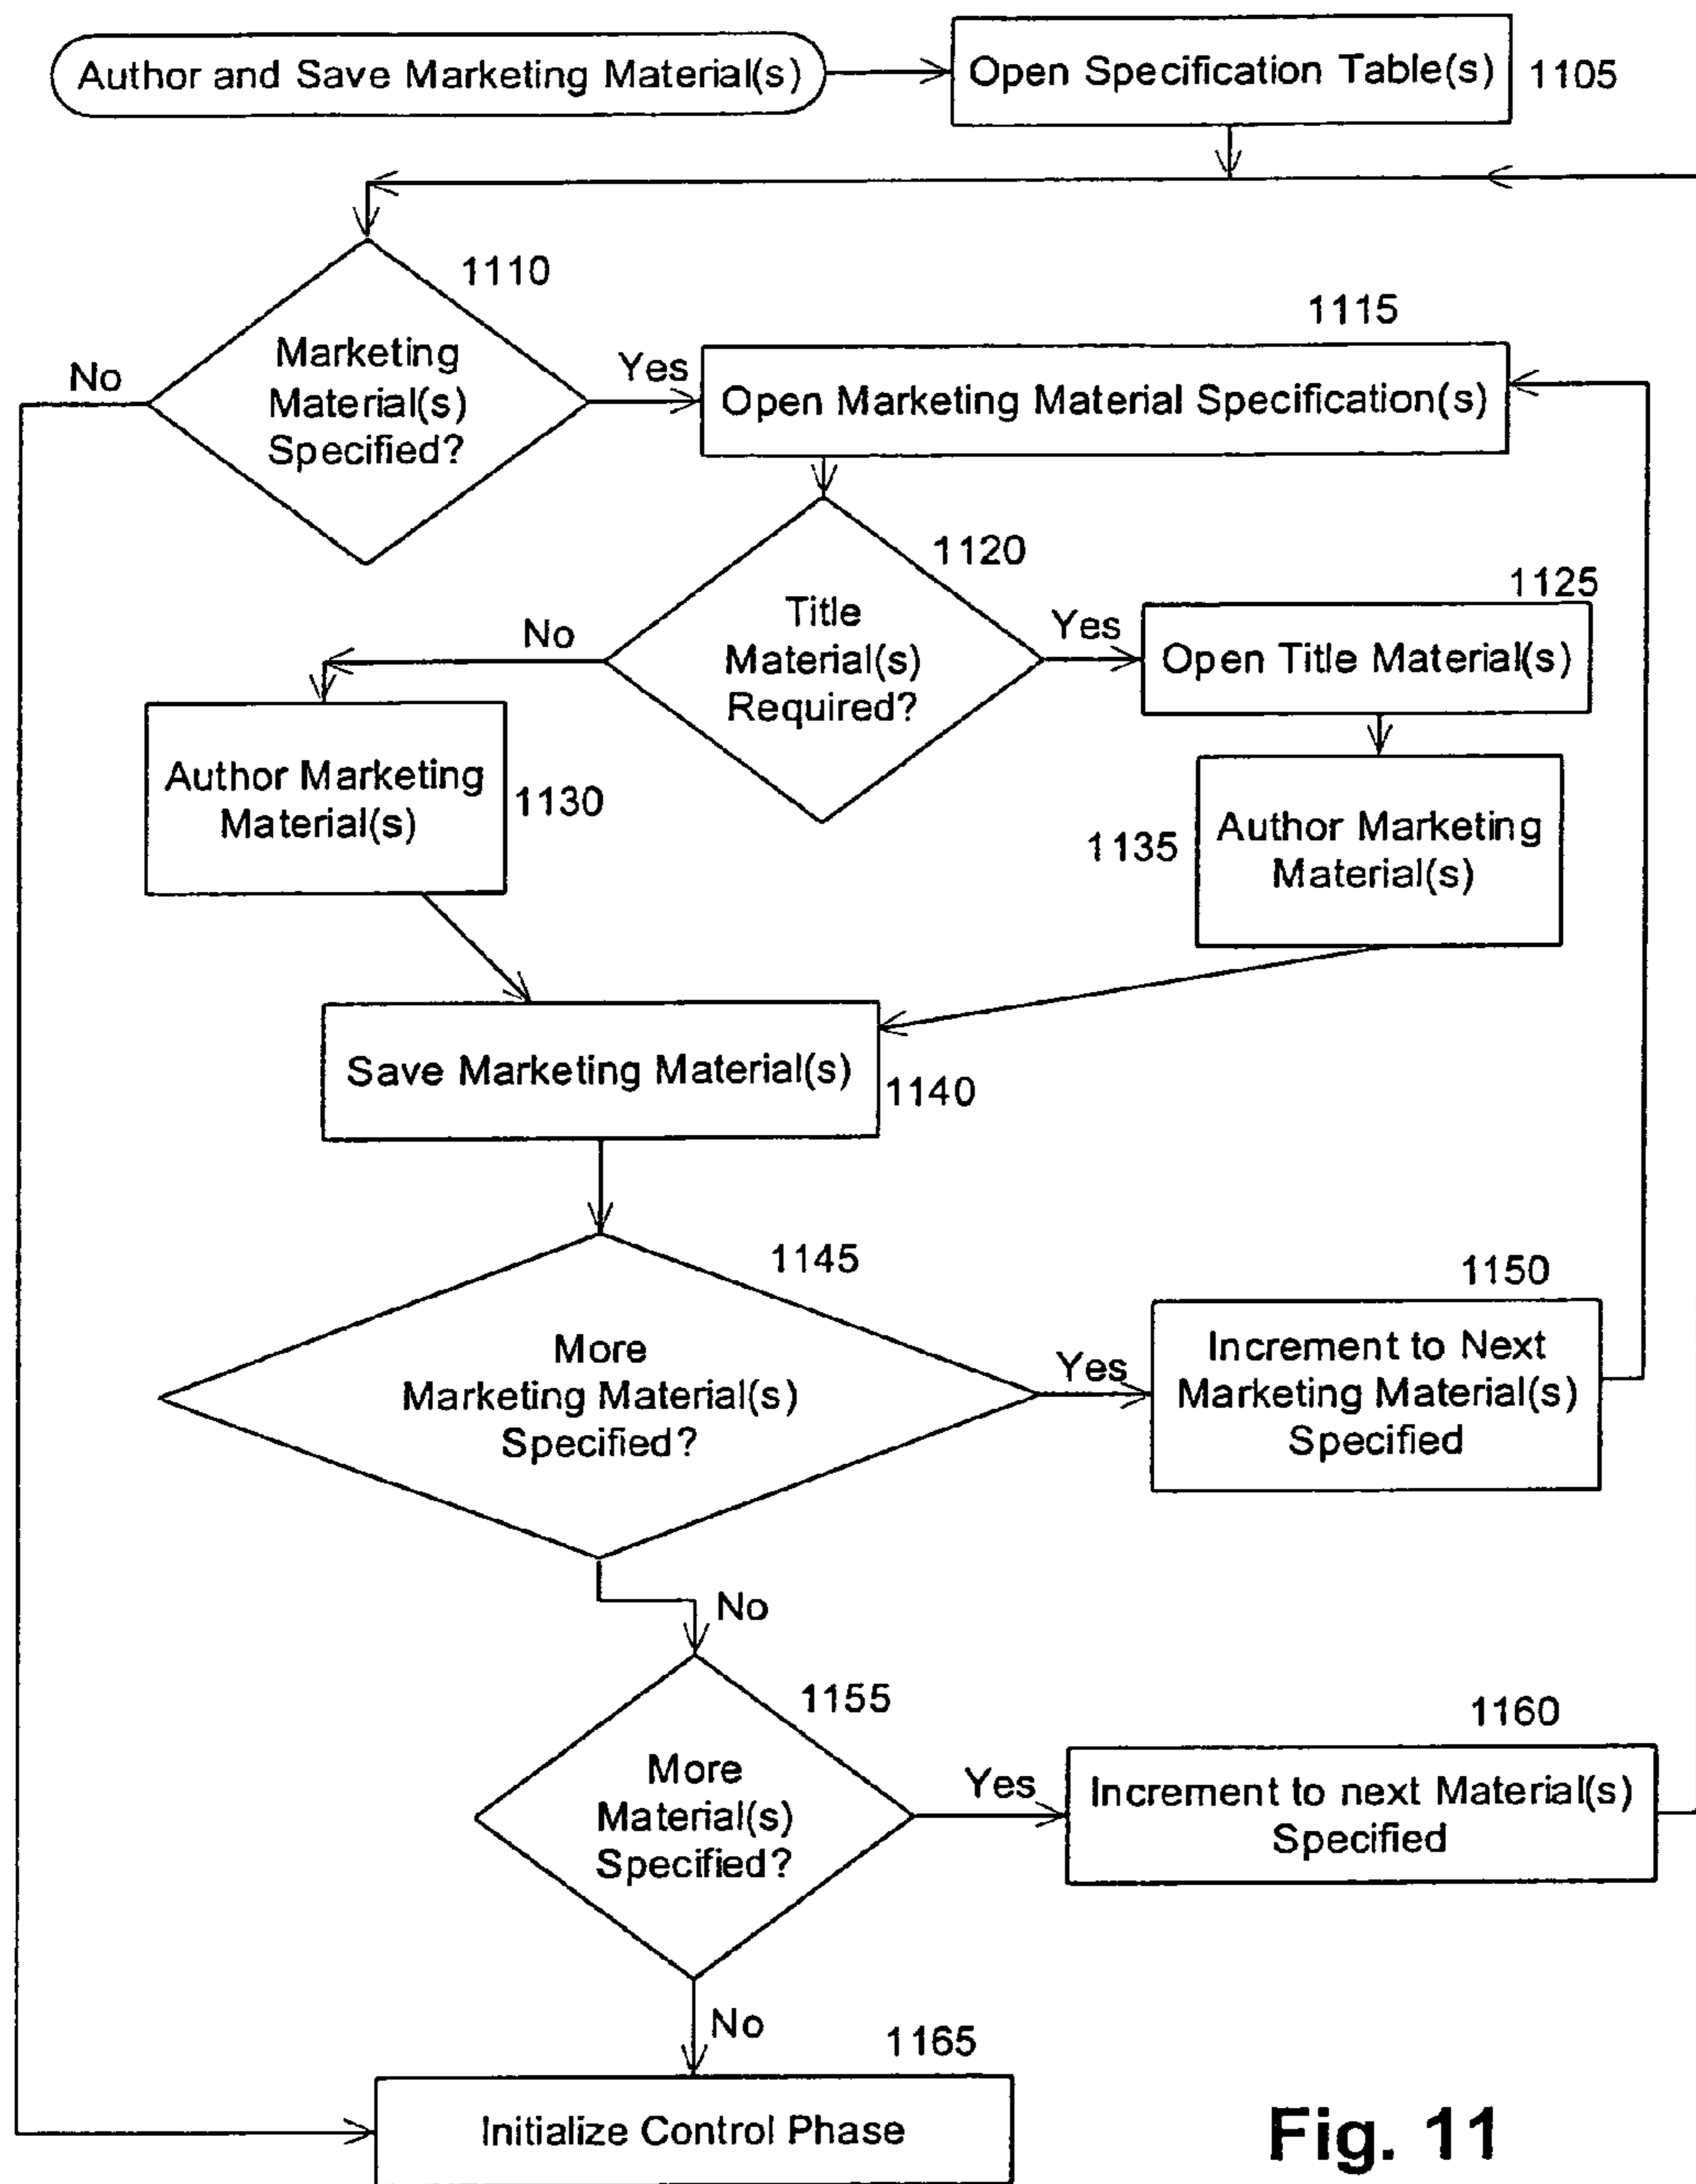 Author and Save Marketing Material(s)
Open Specification Table(s)
1105
1110
Marketing
Material(s)
Specified?
No
Yes
1115
Open Marketing Material Specification(s)
1120
Title
Material(s)
Required?
No
Yes
1125
Open Title Material(s)
Author Marketing
Material(s)
1130
1135
Author Marketing
Material(s)
Save Marketing Material(s)
1140
1145
More
Marketing Material(s)
Specified?
Yes
1150
Increment to Next
Marketing Material(s)
Specified
No
1155
More
Material(s)
Specified?
Yes
1160
Increment to next Material(s)
Specified
No
1165
Initialize Control Phase
Fig. 11